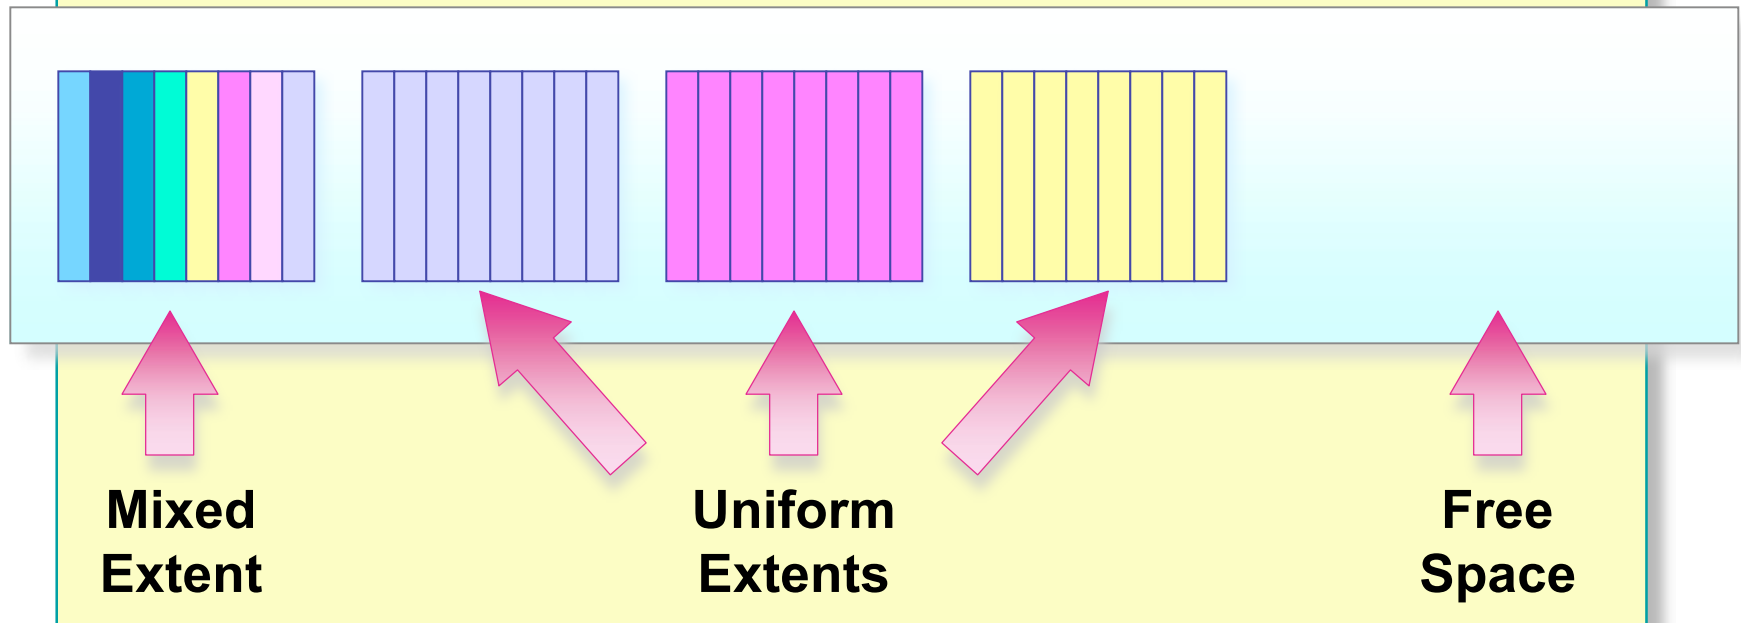 Mixed
Extent
Uniform
Extents
Free
Space